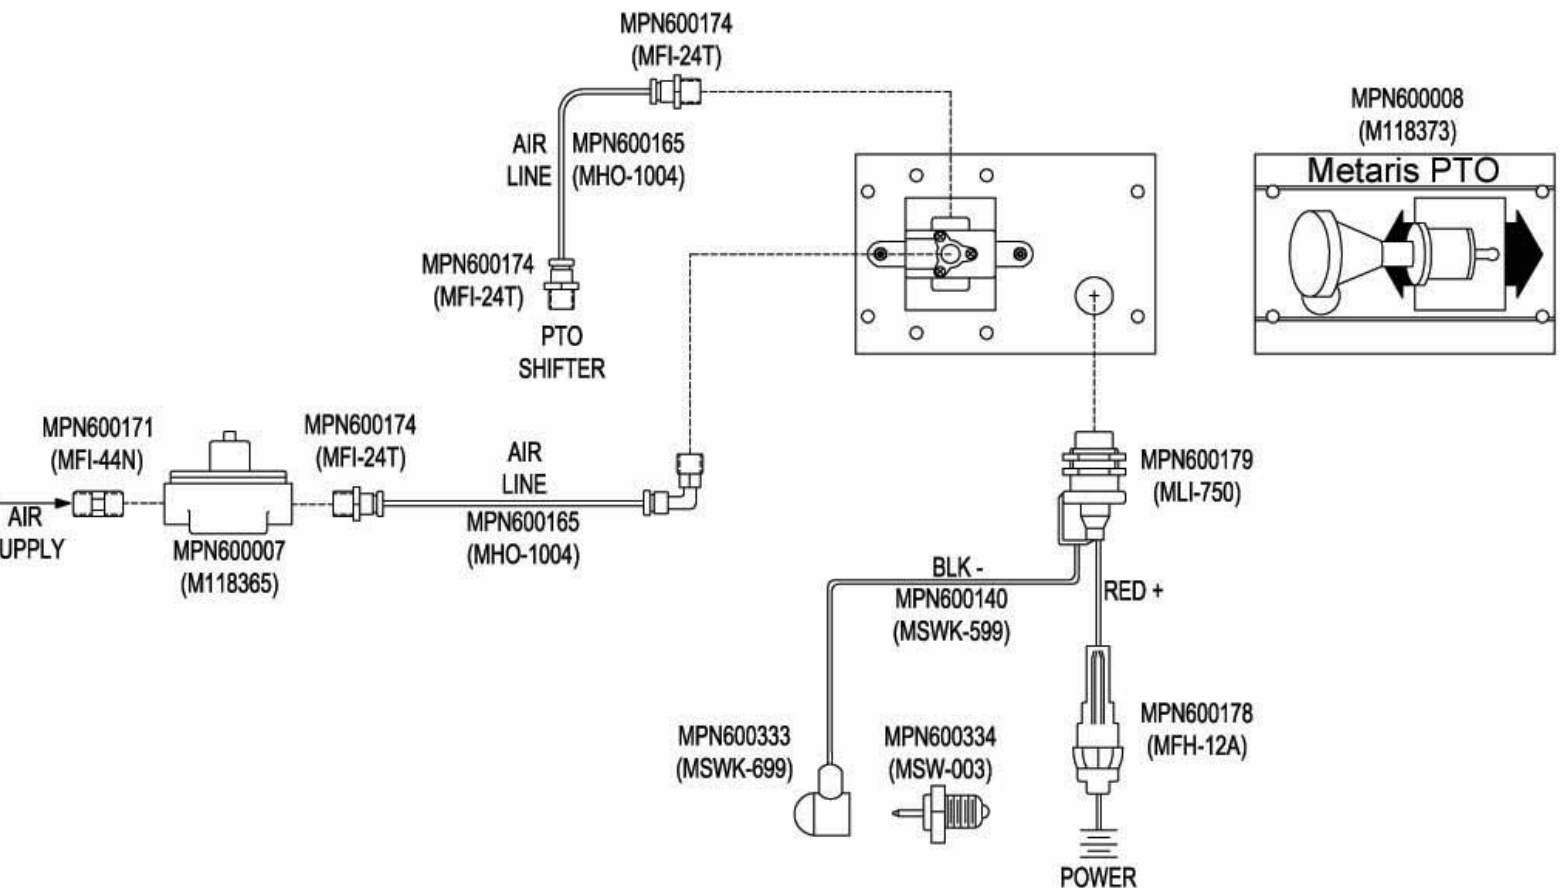 MPN600174
(MFI-24T)
AIR
LINE
MPN600165
(MHO-1004)
MPN600174
(MFI-24T)
PTO
SHIFTER
MPN600008
(M118373)
Metaris PTO
MPN600171
(MFI-44N)
AIR
UPPLY
MPN600007
(M118365)
MPN600174
(MFI-24T)
AIR
LINE
MPN600165
(MHO-1004)
MPN600179
(MLI-750)
BLK -
MPN600140
(MSWK-599)
RED +
MPN600333
(MSWK-699)
MPN600334
(MSW-003)
MPN600178
(MFH-12A)
POWER